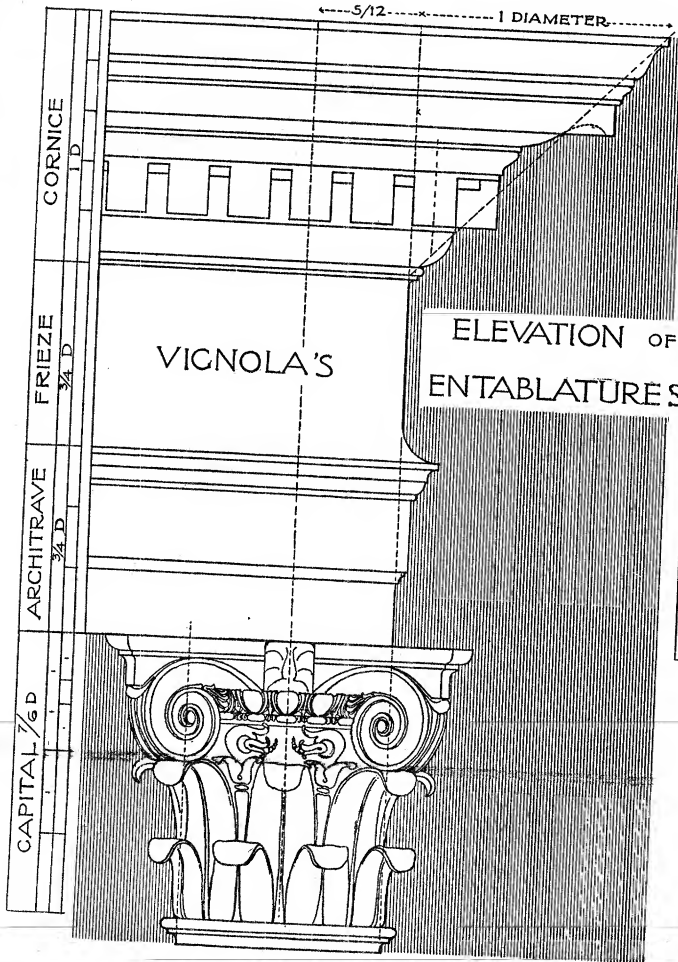 5/12 1 DIAMETER
CORNICE
1 D
FRIEZE
3/4 D
ARCHITRAVE
3/4 D
CAPITAL 7/6 D
VIGNOLA'S
ELEVATION OF
ENTABLATURES